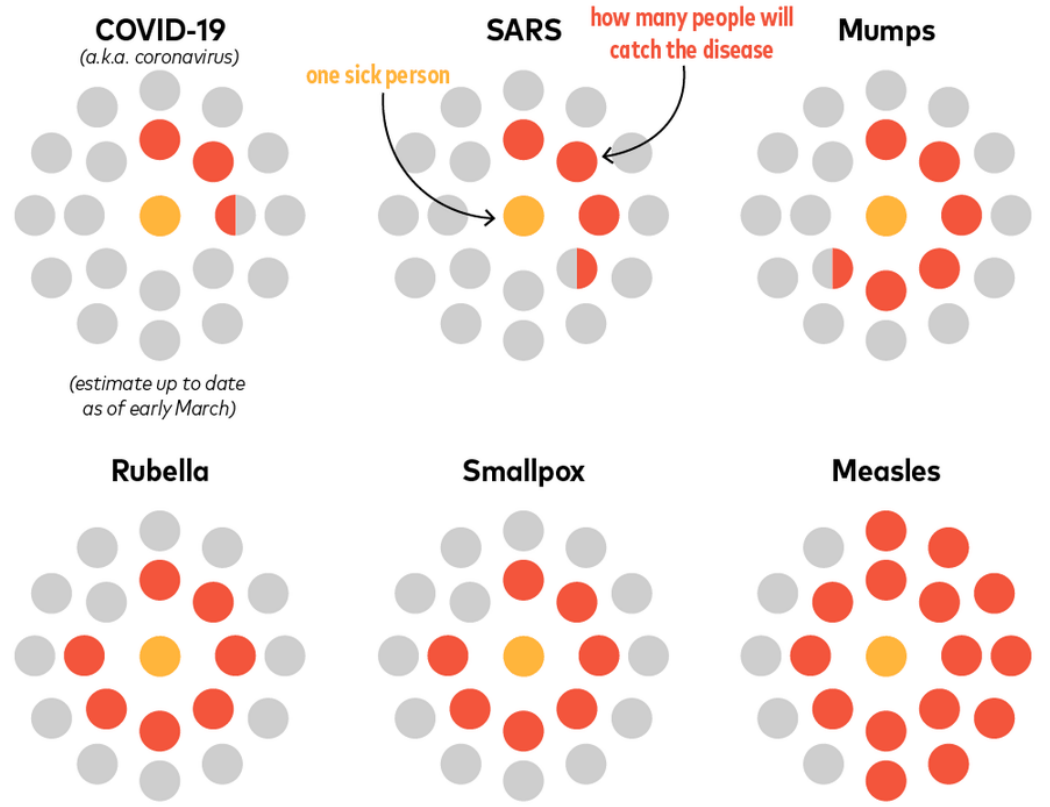 COVID-19
(a.k.a. coronavirus)
one sick person
SARS
how many people will
catch the disease
Mumps
(estimate up to date
as of early March)
Rubella
Smallpox
Measles